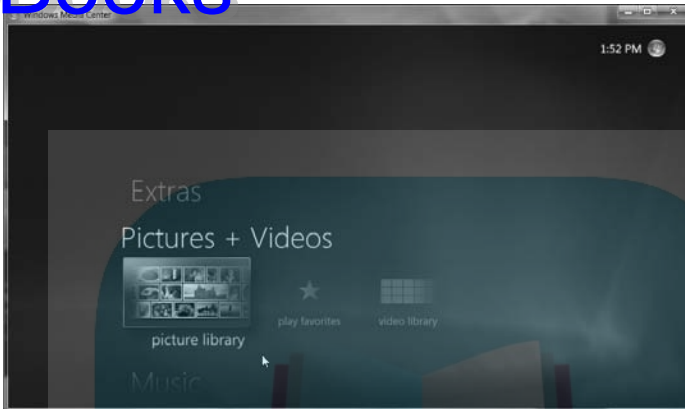 Books
Windows Media Center
1:52 PM
Extras
Pictures + Videos
picture library
play favorites
video library
Music